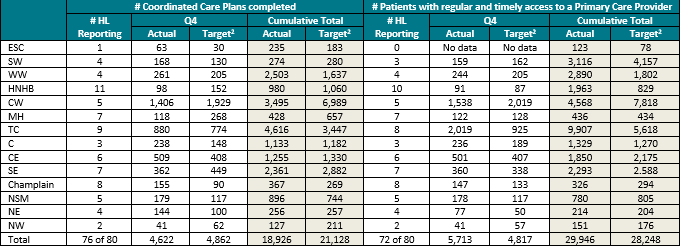 # Coordinated Care Plans completed # Patients with regular and timely access to a Primary Care Provider
# HL Reporting Q4 Cumulative Total # HL Reporting Q4 Cumulative Total
Actual Target² Actual Target² Actual Target² Actual Target²
ESC 1 63 30 235 183 0 No data No data 123 78
SW 4 168 130 274 280 3 159 162 3,116 4,157
WW 4 261 205 2,503 1,637 4 244 205 2,890 1,802
HNHB 11 98 152 980 1,060 10 91 87 1,963 829
CW 5 1,406 1,929 3,495 6,989 5 1,538 2,019 4,568 7,818
MH 7 118 268 428 657 7 122 128 436 434
TC 9 880 774 4,616 3,447 8 2,019 925 9,907 5,618
C 3 238 148 1,133 1,182 3 236 189 1,329 1,270
CE 6 509 408 1,255 1,330 6 501 407 1,850 2,175
SE 7 362 449 2,361 2,882 7 360 338 2,293 2.588
Champlain 8 155 90 367 269 8 147 133 326 294
NSM 5 179 117 896 744 5 178 117 780 805
NE 4 144 100 256 257 4 77 50 214 204
NW 2 41 62 127 211 2 41 57 151 176
Total 76 of 80 4,622 4,862 18,926 21,128 72 of 80 5,713 4,817 29,946 28,248